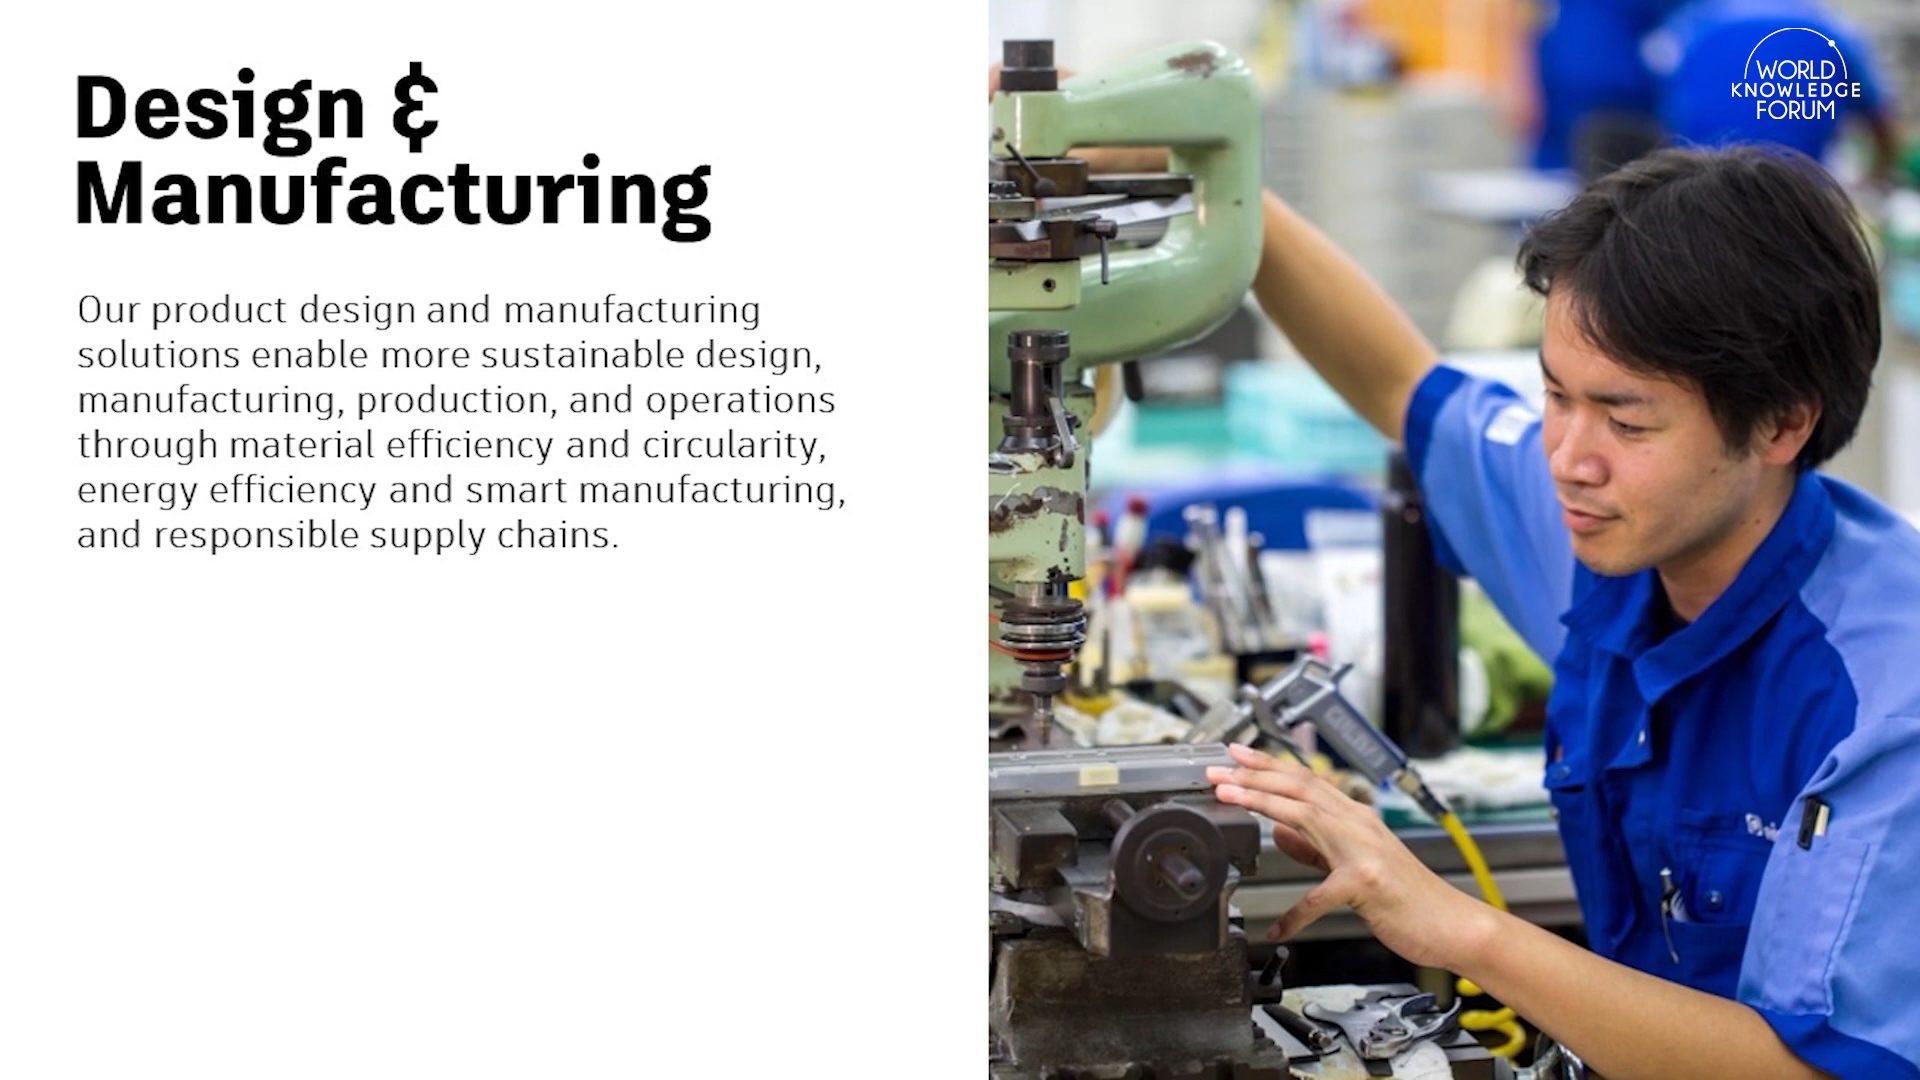 Design &
Manufacturing
Our product design and manufacturing
solutions enable more sustainable design,
manufacturing, production, and operations
through material efficiency and circularity,
energy efficiency and smart manufacturing,
and responsible supply chains.
WORLD
KNOWLEDGE
FORUM